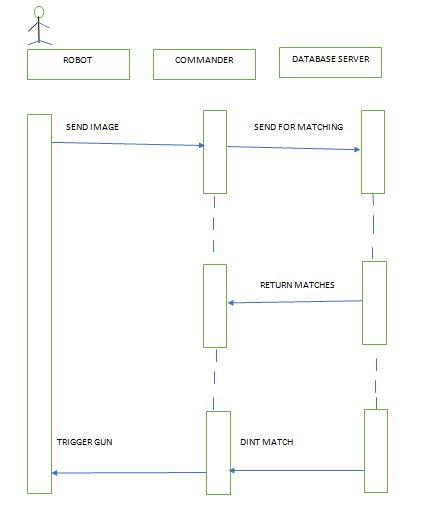 ROBOT
COMMANDER
DATABASE SERVER
SEND IMAGE
SEND FOR MATCHING
RETURN MATCHES
TRIGGER GUN
DINT MATCH